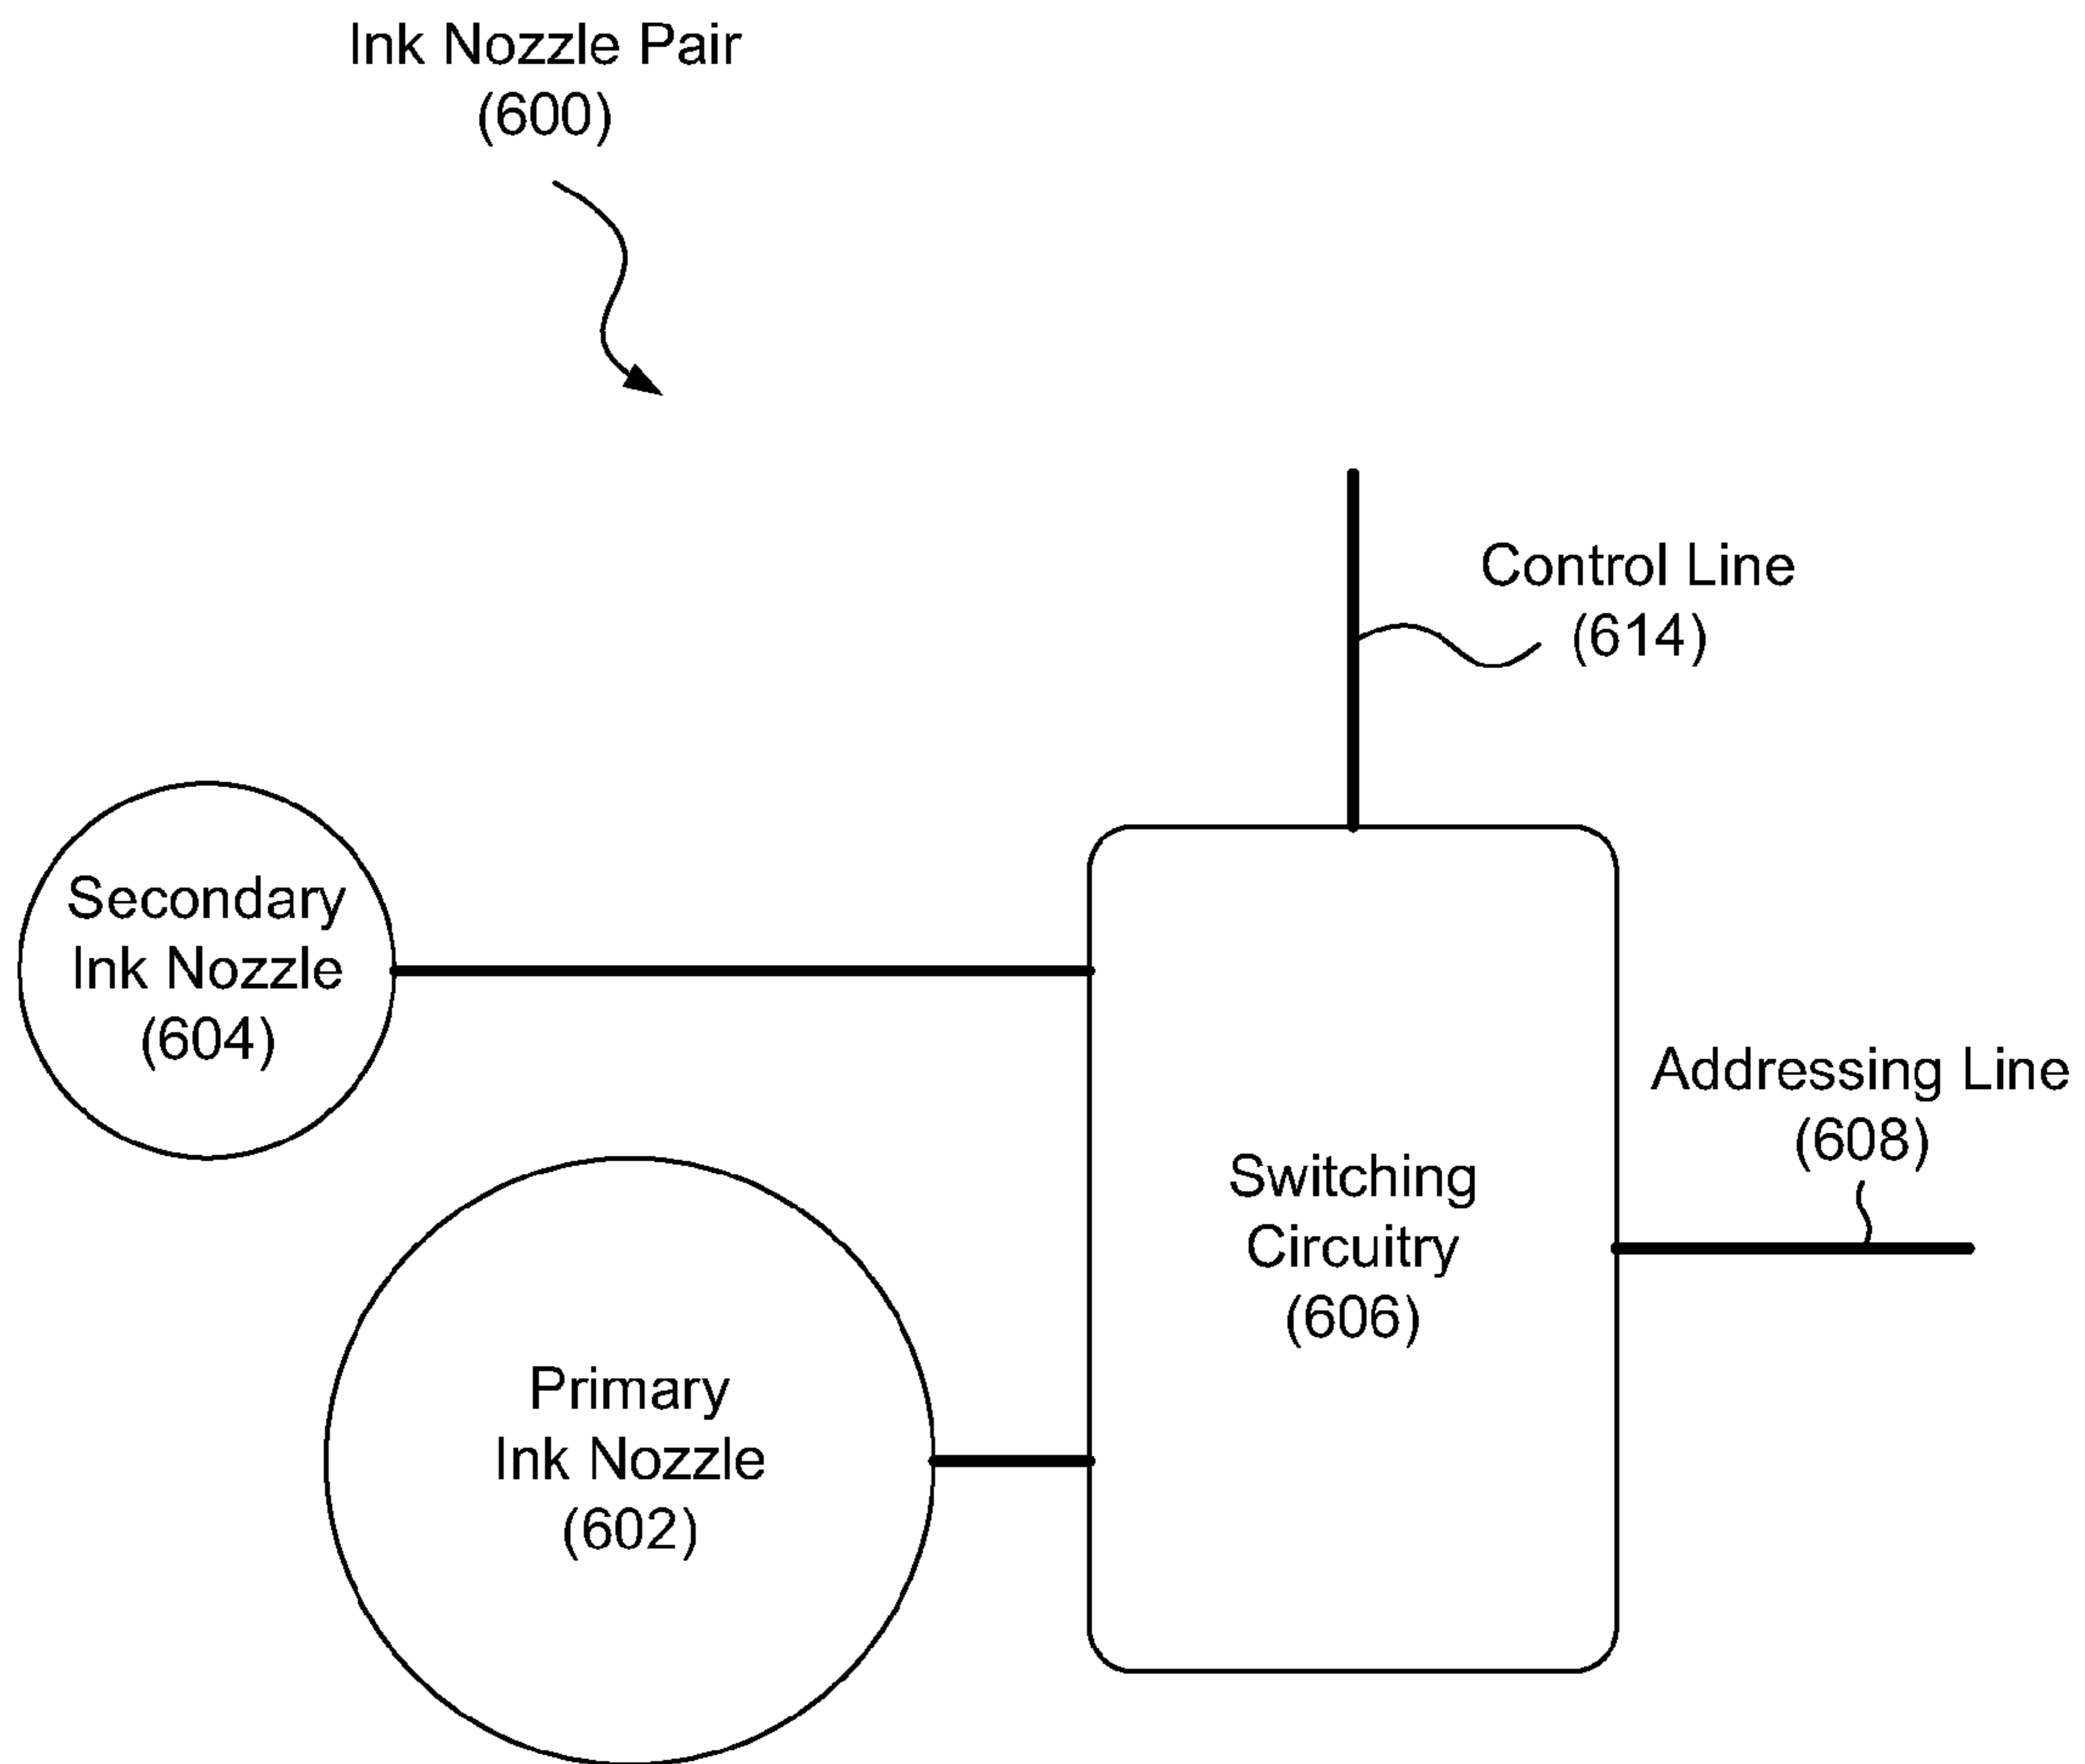 Ink Nozzle Pair
(600)
Control Line
(614)
Secondary
Ink Nozzle
(604)
Addressing Line
(608)
Switching
Circuitry
(606)
Primary
Ink Nozzle
(602)